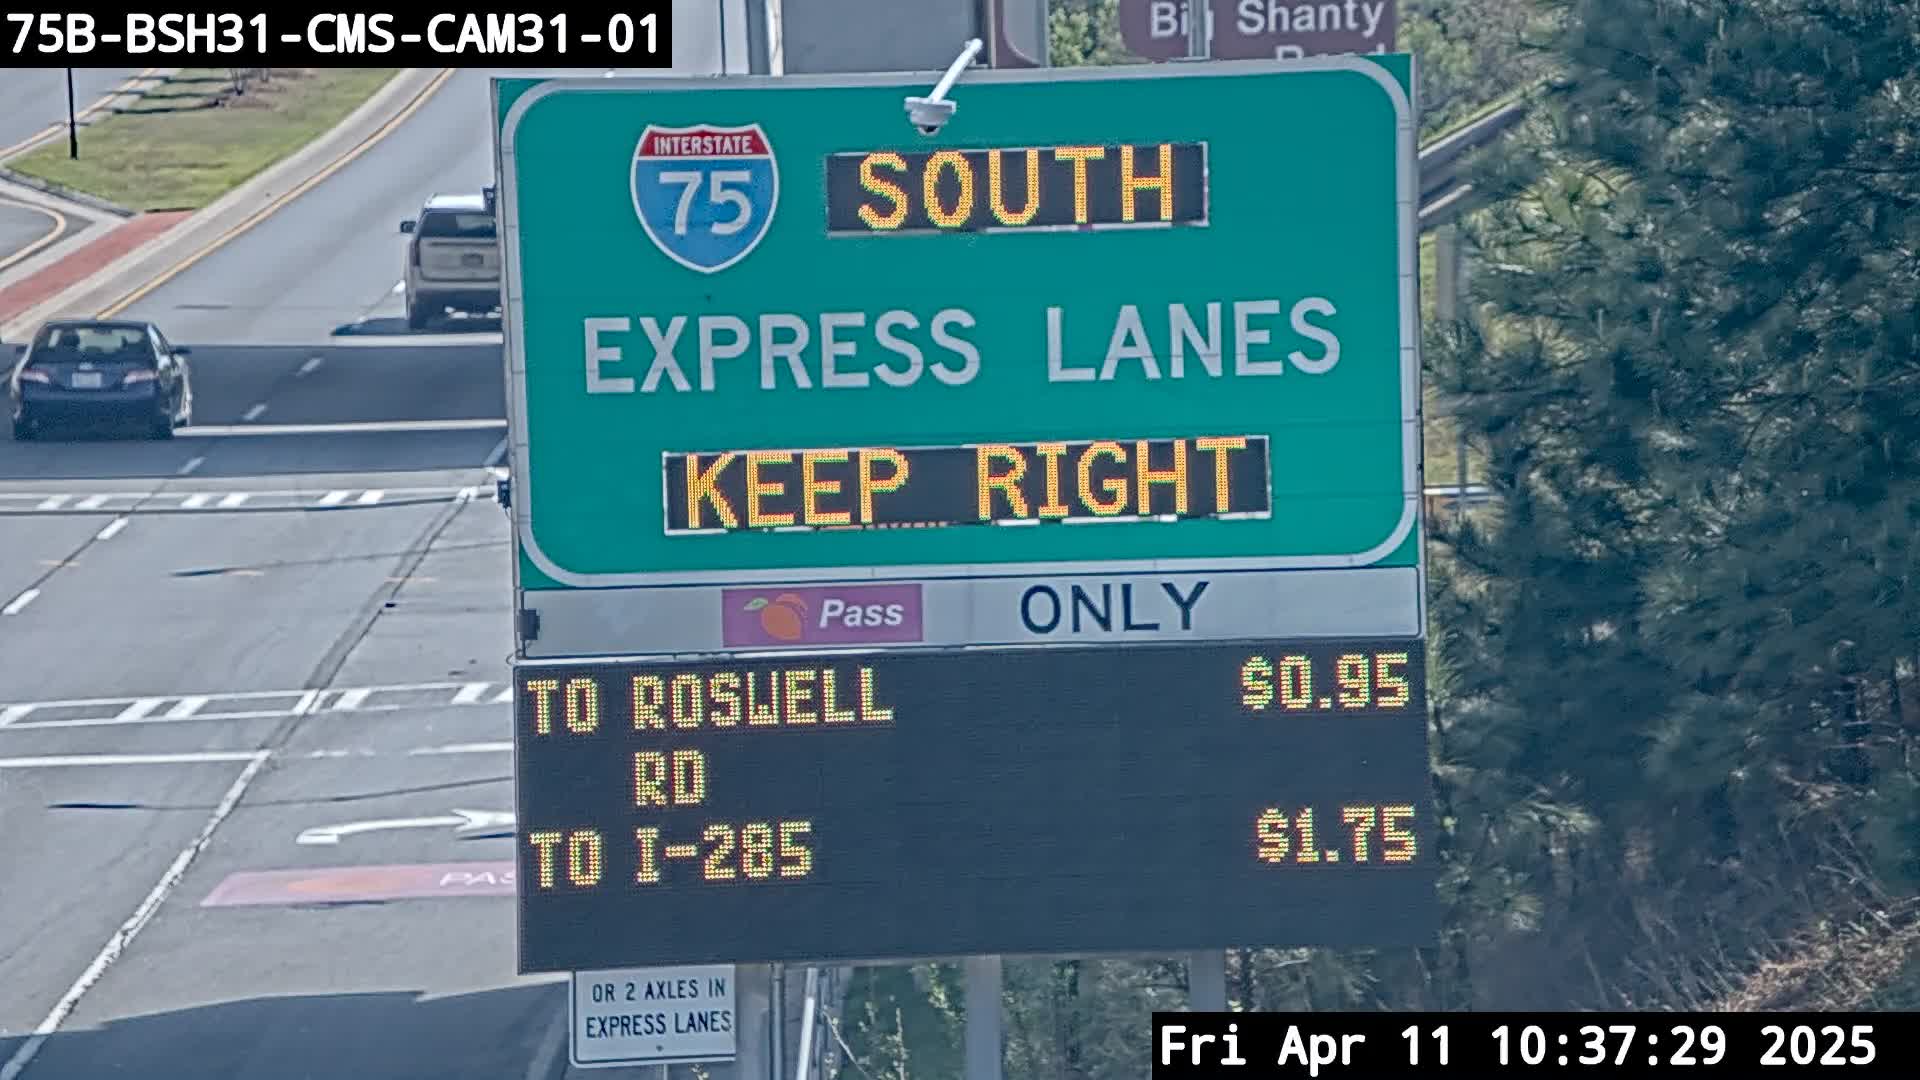 75B-BSH31-CMS-CAM31-01
Big Shanty
Road
INTERSTATE
75
SOUTH
EXPRESS LANES
KEEP RIGHT
Pass
ONLY
TO ROSWELL $0.95
RD
TO I-285 $1.75
PAS
OR 2 AXLES IN
EXPRESS LANES
Fri Apr 11 10:37:29 2025